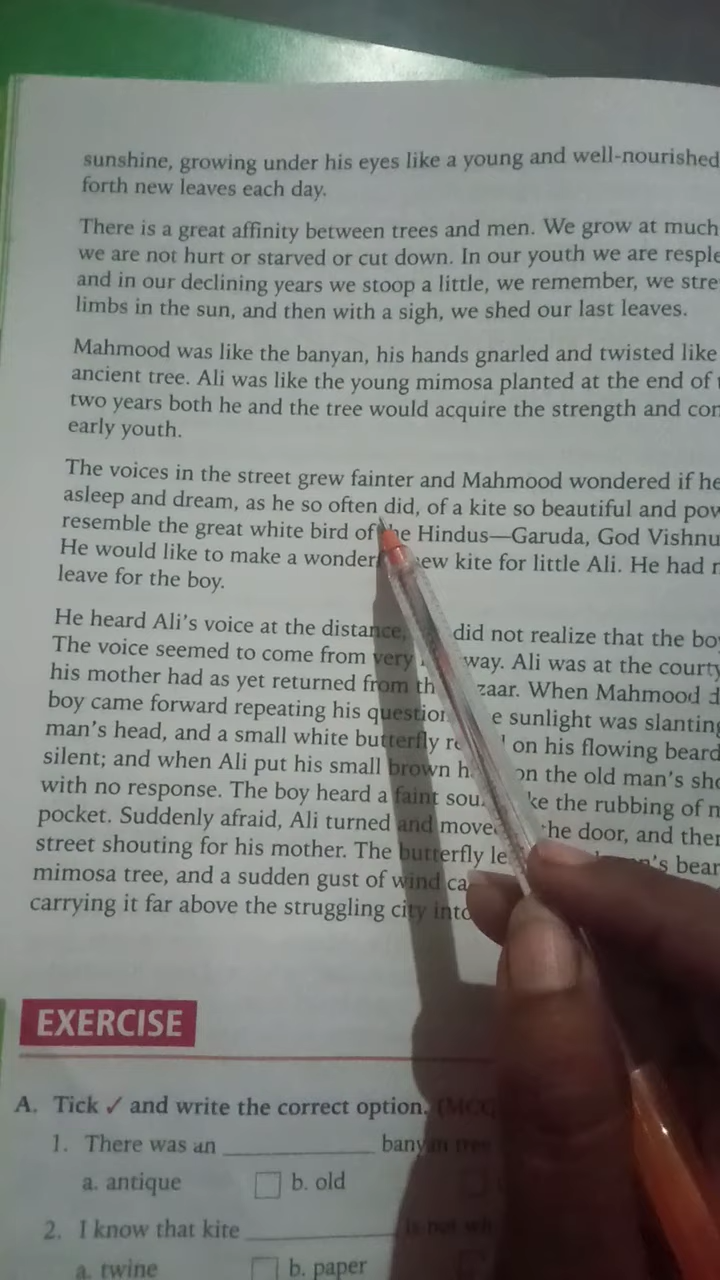 sunshine, growing under his eyes like a young and well-nourished
forth new leaves each day.
There is a great affinity between trees and men. We grow at much
we are not hurt or starved or cut down. In our youth we are resple
and in our declining years we stoop a little, we remember, we stre
limbs in the sun, and then with a sigh, we shed our last leaves.
Mahmood was like the banyan, his hands gnarled and twisted like
ancient tree. Ali was like the young mimosa planted at the end of
two years both he and the tree would acquire the strength and con
early youth.
The voices in the street grew fainter and Mahmood wondered if he
asleep and dream, as he so often did, of a kite so beautiful and pow
resemble the great white bird of the Hindus—Garuda, God Vishnu
He would like to make a wonder new kite for little Ali. He had
leave for the boy.
He heard Ali's voice at the distance, did not realize that the boy
The voice seemed to come from very way. Ali was at the courty
his mother had as yet returned from th zaar. When Mahmood
boy came forward repeating his question e sunlight was slanting
man's head, and a small white butterfly re on his flowing beard
silent; and when Ali put his small brown h on the old man's sho
with no response. The boy heard a faint sou ke the rubbing of
pocket. Suddenly afraid, Ali turned and move the door, and then
street shouting for his mother. The butterfly le n's bear
mimosa tree, and a sudden gust of wind ca
carrying it far above the struggling city into
EXERCISE
A. Tick ✓ and write the correct option. (MCQ
1. There was an ____________ banyan tree
a. antique ☐ b. old
2. I know that kite ____________ is not
a. twine ☐ b. paper